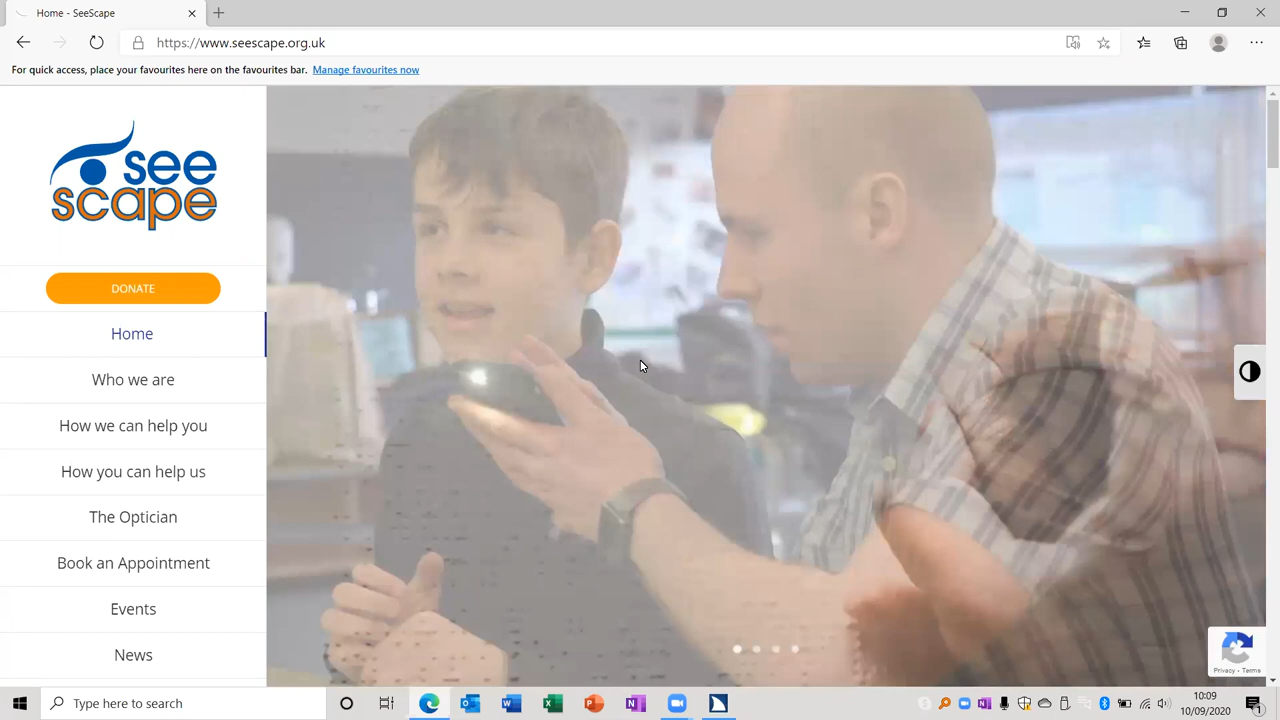 Home - SeeScape
https://www.seescape.org.uk
For quick access, place your favourites here on the favourites bar. Manage favourites now
see
scape
DONATE
Home
Who we are
How we can help you
How you can help us
The Optician
Book an Appointment
Events
News
Privacy - Terms
Type here to search
10:09
10/09/2020